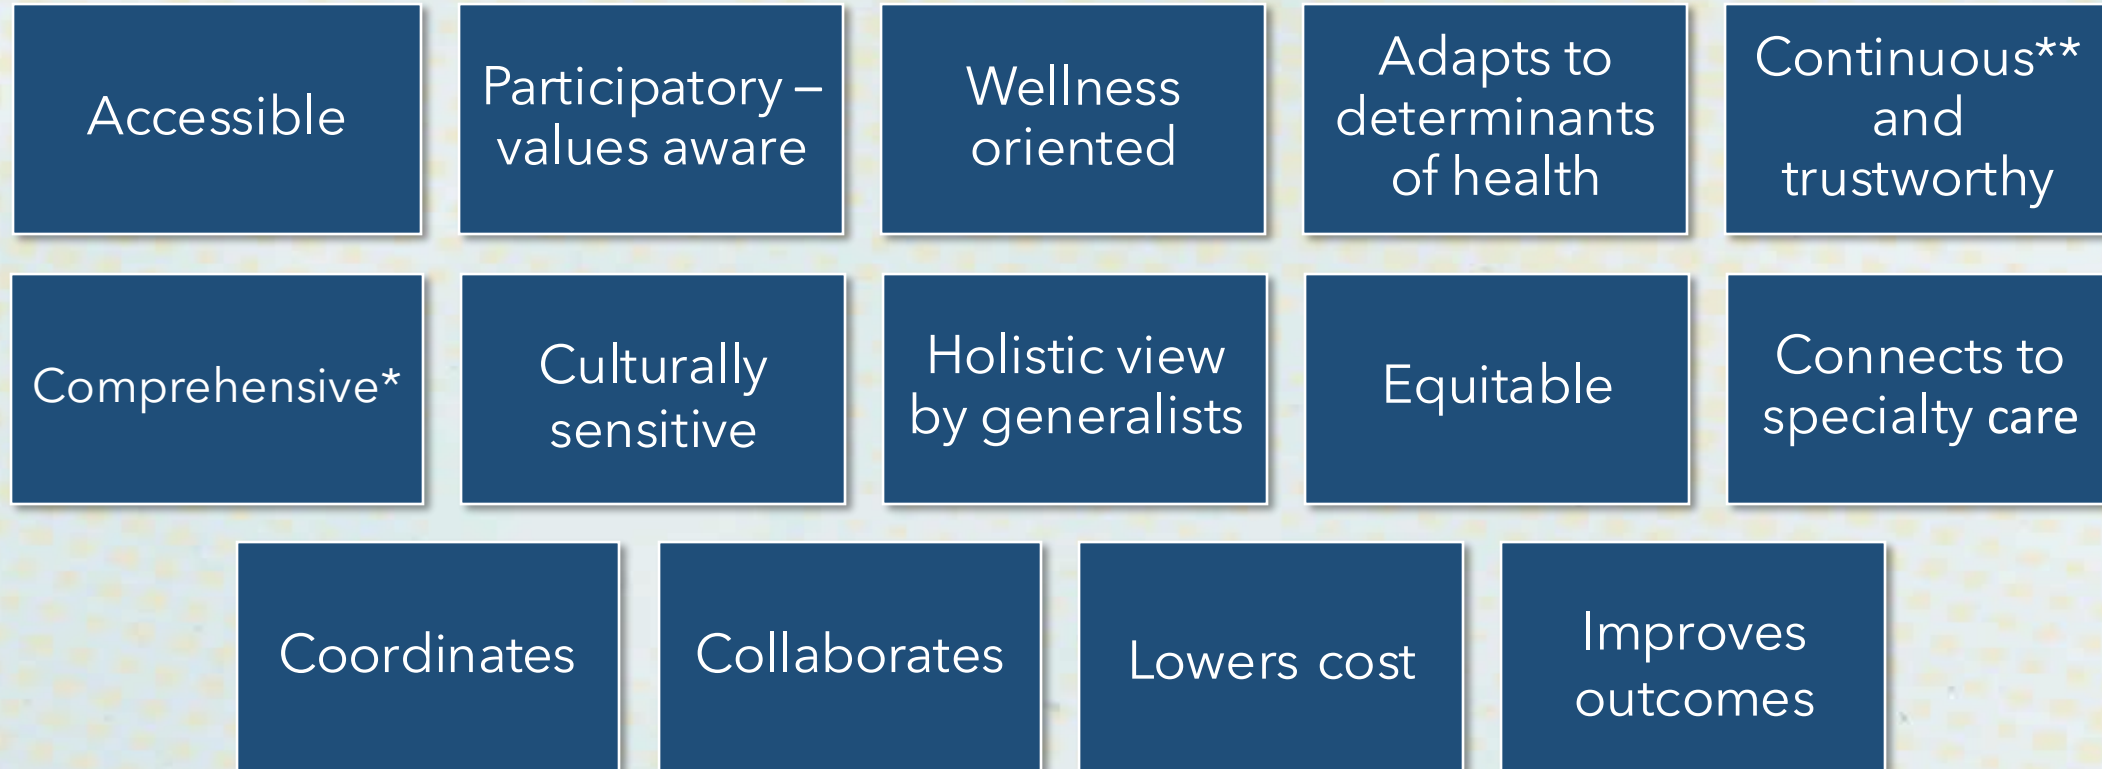 Accessible
Participatory –
values aware
Wellness
oriented
Adapts to
determinants
of health
Continuous**
and
trustworthy
Comprehensive*
Culturally
sensitive
Holistic view
by generalists
Equitable
Connects to
specialty care
Coordinates
Collaborates
Lowers cost
Improves
outcomes